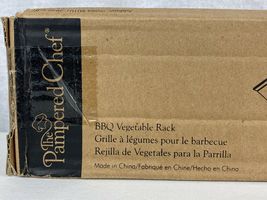 The
Pampered Chef®
BBQ Vegetable Rack
Grille à légumes pour le barbecue
Rejilla de Vegetales para la Parrilla
Made in China/Fabriqué en Chine/Hecho en China